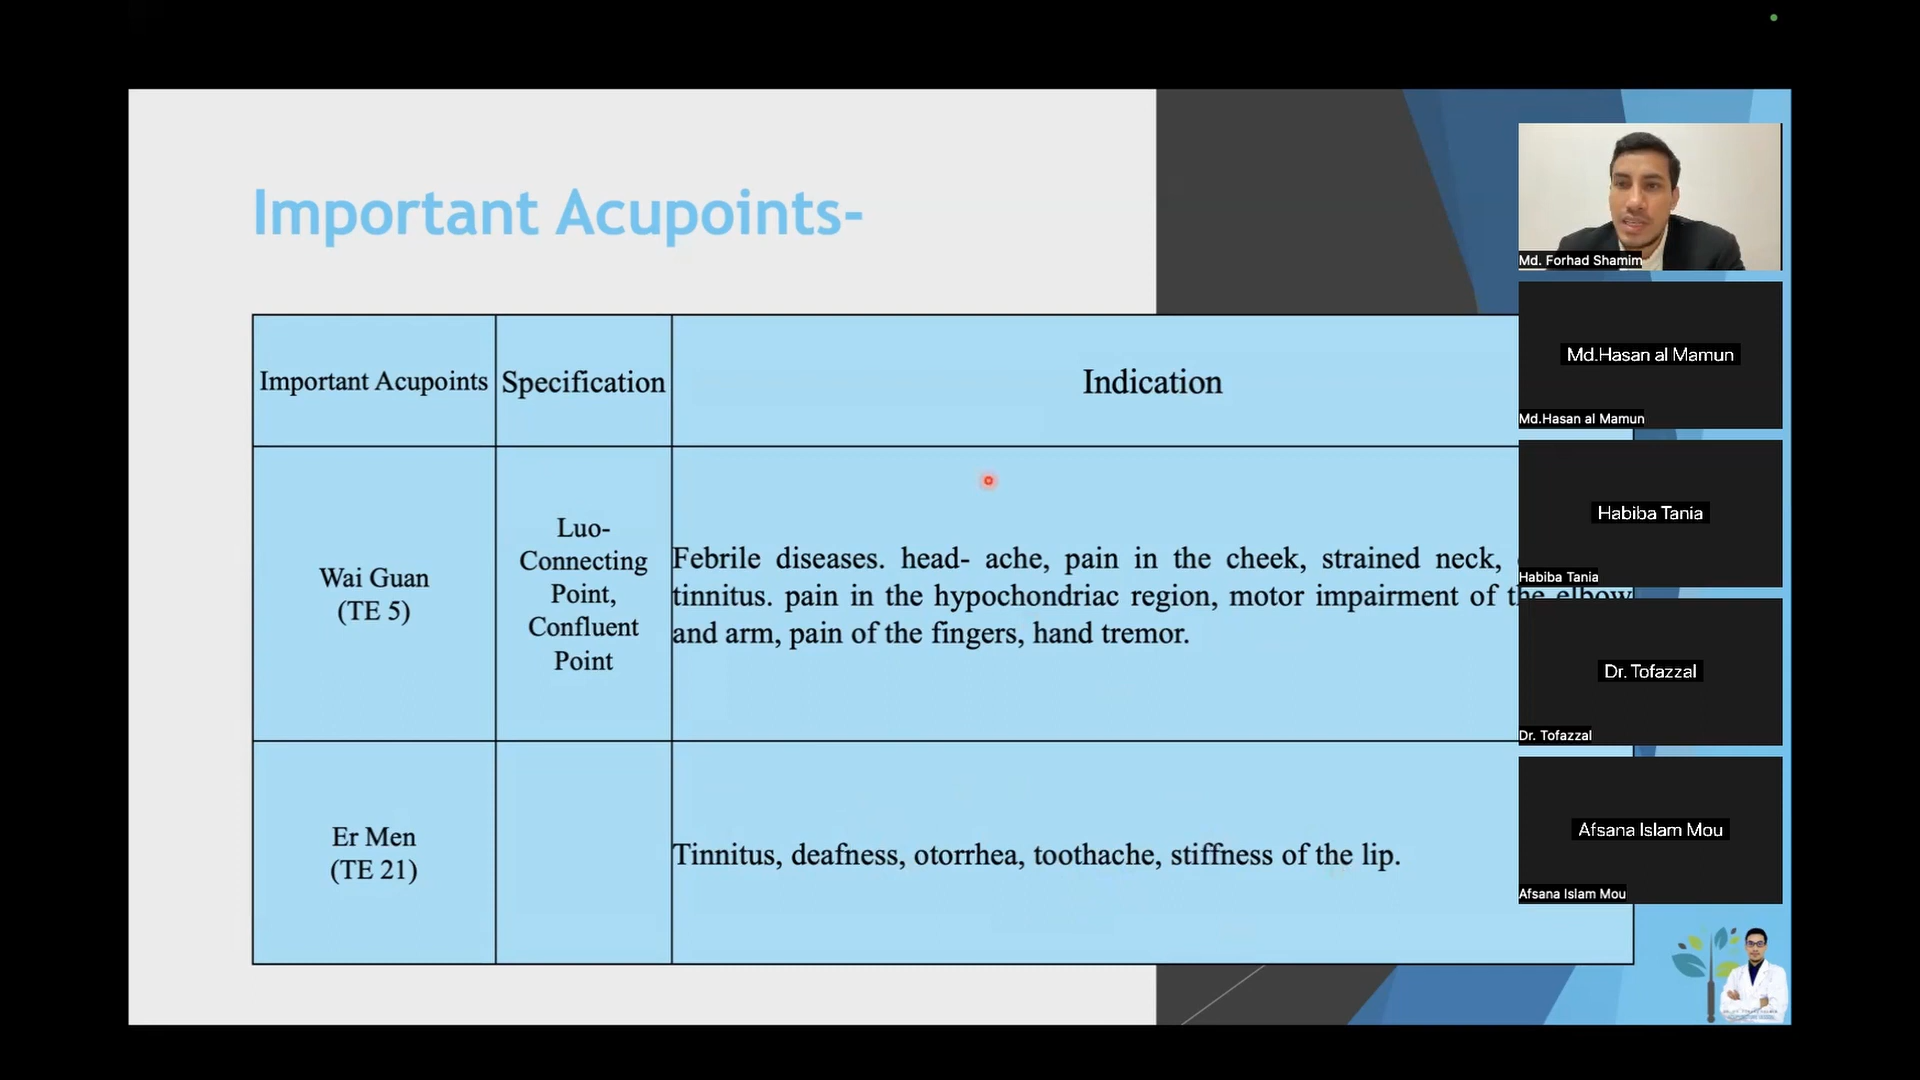 Important Acupoints-
Important Acupoints
Specification
Indication
Wai Guan
(TE 5)
Luo-
Connecting
Point,
Confluent
Point
Febrile diseases. head- ache, pain in the cheek, strained neck,
tinnitus. pain in the hypochondriac region, motor impairment of the elbow
and arm, pain of the fingers, hand tremor.
Er Men
(TE 21)
Tinnitus, deafness, otorrhea, toothache, stiffness of the lip.
Md. Forhad Shamim
Md.Hasan al Mamun
Md.Hasan al Mamun
Habiba Tania
Habiba Tania
Dr. Tofazzal
Dr. Tofazzal
Afsana Islam Mou
Afsana Islam Mou